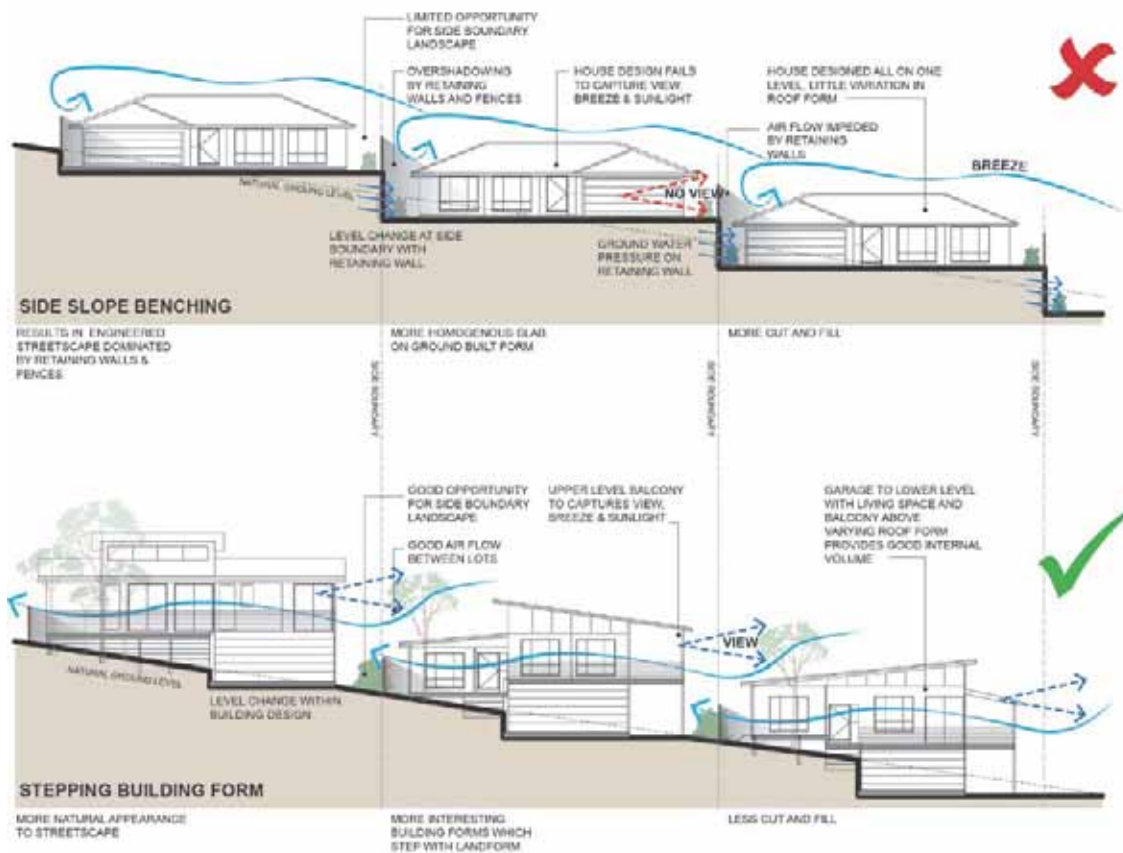 LIMITED OPPORTUNITY
FOR SIDE BOUNDARY
LANDSCAPE
OVERSHADOWING
BY RETAINING
WALLS AND FENCES
HOUSE DESIGN FAILS
TO CAPTURE VIEW
BREEZE & SUNLIGHT
HOUSE DESIGNED ALL ON ONE
LEVEL, LITTLE VARIATION IN
ROOF FORM
AIR FLOW IMPEDED
BY RETAINING
WALLS
BREEZE
NATURAL GROUND LEVEL
NO VIEW
LEVEL CHANGE AT SIDE
BOUNDARY WITH
RETAINING WALL
GROUND WATER
PRESSURE ON
RETAINING WALL
SIDE SLOPE BENCHING
RESULTS IN ENGINEERED
STREETSCAPE DOMINATED
BY RETAINING WALLS &
FENCES
MORE HOMOGENOUS SLAB
ON GROUND BUILT FORM
MORE CUT AND FILL
SIDE BOUNDARY
SIDE BOUNDARY
SIDE BOUNDARY
GOOD OPPORTUNITY
FOR SIDE BOUNDARY
LANDSCAPE
GOOD AIR FLOW
BETWEEN LOTS
UPPER LEVEL BALCONY
TO CAPTURES VIEW,
BREEZE & SUNLIGHT
GARAGE TO LOWER LEVEL
WITH LIVING SPACE AND
BALCONY ABOVE
VARYING ROOF FORM
PROVIDES GOOD INTERNAL
VOLUME
VIEW
NATURAL GROUND LEVEL
LEVEL CHANGE WITHIN
BUILDING DESIGN
STEPPING BUILDING FORM
MORE NATURAL APPEARANCE
TO STREETSCAPE
MORE INTERESTING
BUILDING FORMS WHICH
STEP WITH LANDFORM
LESS CUT AND FILL